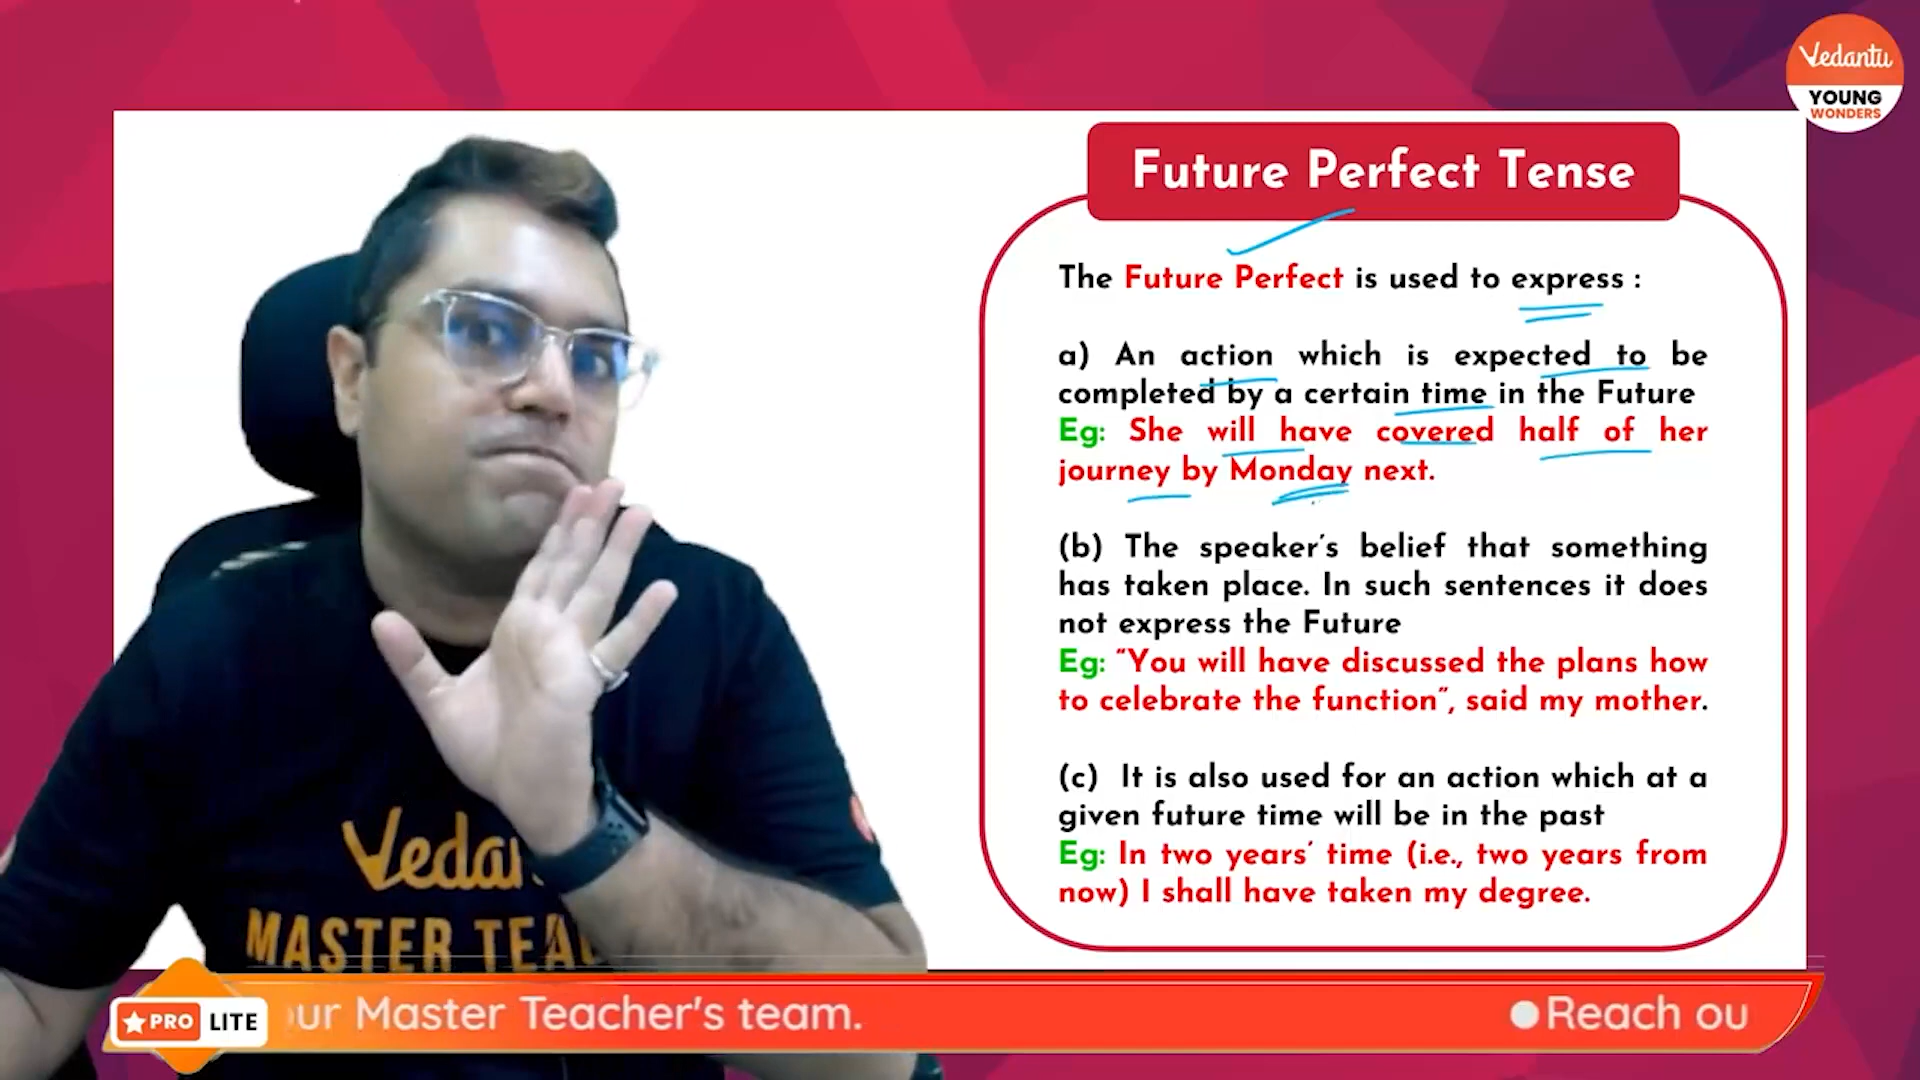 Vedantu
YOUNG
WONDERS
Future Perfect Tense
The Future Perfect is used to express :
a) An action which is expected to be
completed by a certain time in the Future
Eg: She will have covered half of her
journey by Monday next.
(b) The speaker's belief that something
has taken place. In such sentences it does
not express the Future
Eg: "You will have discussed the plans how
to celebrate the function", said my mother.
(c) It is also used for an action which at a
given future time will be in the past
Eg: In two years' time (i.e., two years from
now) I shall have taken my degree.
Vedan
MASTER TEA
PRO LITE
ur Master Teacher's team.
Reach ou